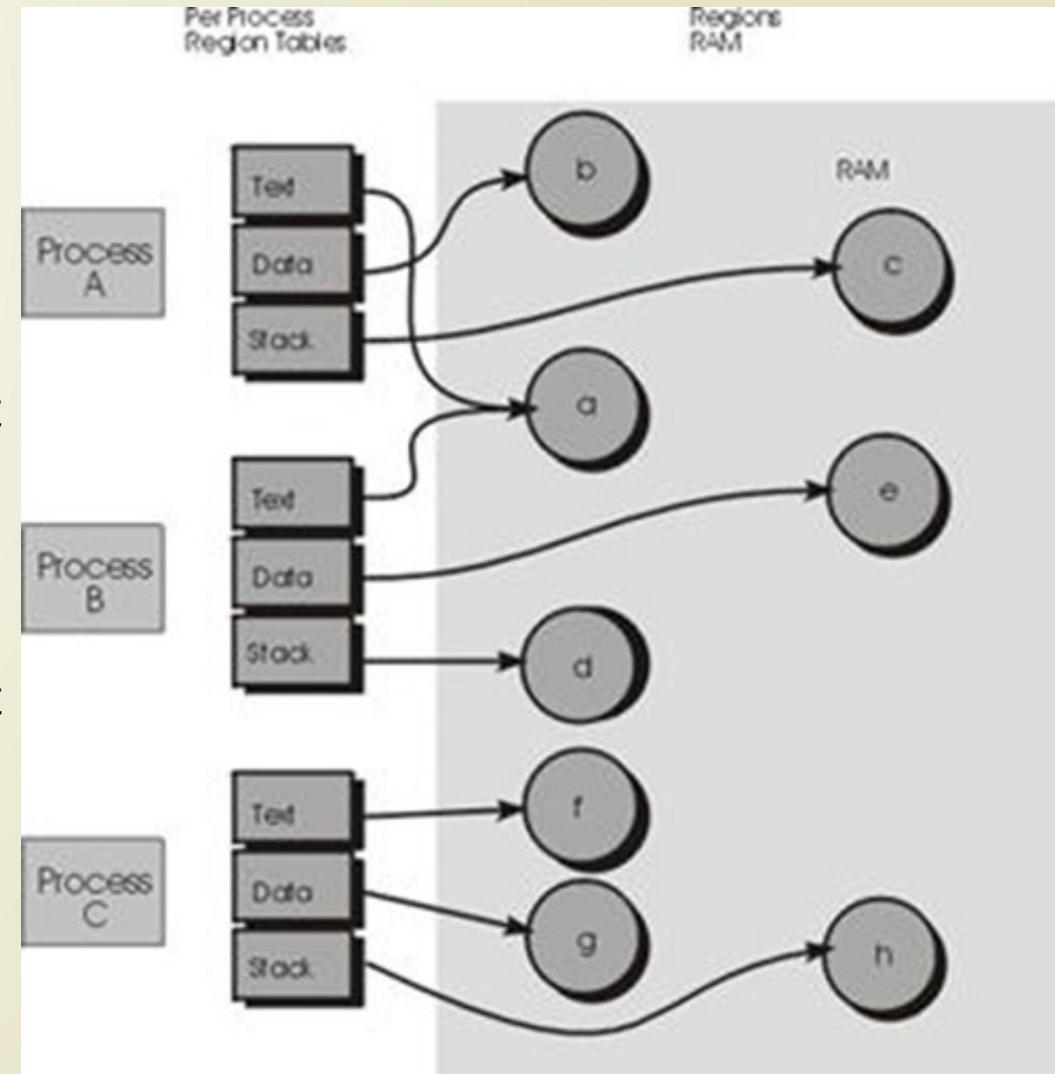 Per Process
Region Tables
Regions
RAM
RAM
Process
A
Text
Data
Stack
b
c
a
Process
B
Text
Data
Stack
e
d
Process
C
Text
Data
Stack
f
g
h